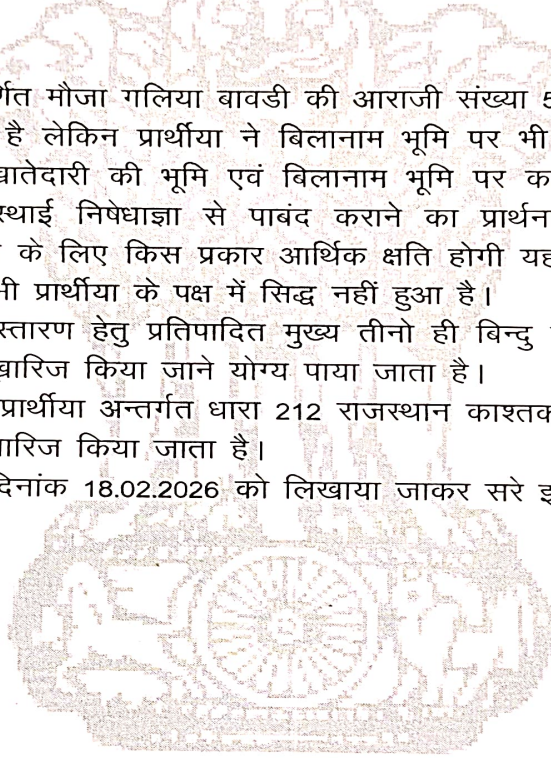 र्गत मौजा गलिया बावडी की आराजी संख्या 5
है लेकिन प्रार्थीया ने बिलानाम भूमि पर भी
खातेदारी की भूमि एवं बिलानाम भूमि पर क
स्थाई निषेधाज्ञा से पाबंद कराने का प्रार्थन
के लिए किस प्रकार आर्थिक क्षति होगी यह
भी प्रार्थीया के पक्ष में सिद्ध नहीं हुआ है।
स्तारण हेतु प्रतिपादित मुख्य तीनो ही बिन्दु
खारिज किया जाने योग्य पाया जाता है।
प्रार्थीया अन्तर्गत धारा 212 राजस्थान काश्तक
ारिज किया जाता है।
दिनांक 18.02.2026 को लिखाया जाकर सरे इ